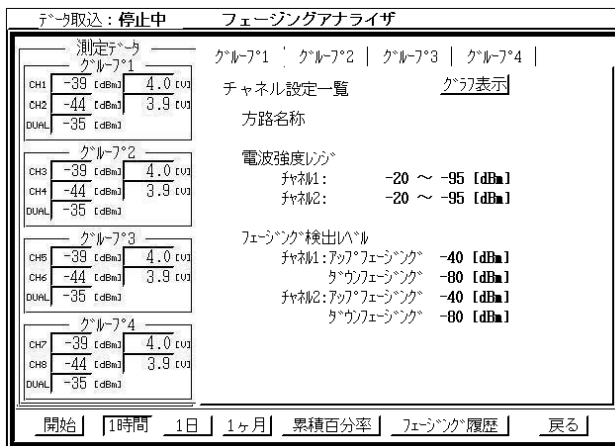 データ取込：停止中　フェージングアナライザ
測定データ
グループ1
CH1 -39 [dBm] 4.0 [V]
CH2 -44 [dBm] 3.9 [V]
DUAL -35 [dBm]
グループ2
CH3 -39 [dBm] 4.0 [V]
CH4 -44 [dBm] 3.9 [V]
DUAL -35 [dBm]
グループ3
CH5 -39 [dBm] 4.0 [V]
CH6 -44 [dBm] 3.9 [V]
DUAL -35 [dBm]
グループ4
CH7 -39 [dBm] 4.0 [V]
CH8 -44 [dBm] 3.9 [V]
DUAL -35 [dBm]
グループ1 | グループ2 | グループ3 | グループ4 |
チャネル設定一覧　グラフ表示
方路名称
電波強度レンジ
チャネル1: -20 ～ -95 [dBm]
チャネル2: -20 ～ -95 [dBm]
フェージング検出レベル
チャネル1:アップフェージング -40 [dBm]
ダウンフェージング -80 [dBm]
チャネル2:アップフェージング -40 [dBm]
ダウンフェージング -80 [dBm]
開始　1時間　1日　1ヶ月　累積百分率　フェージング履歴　戻る